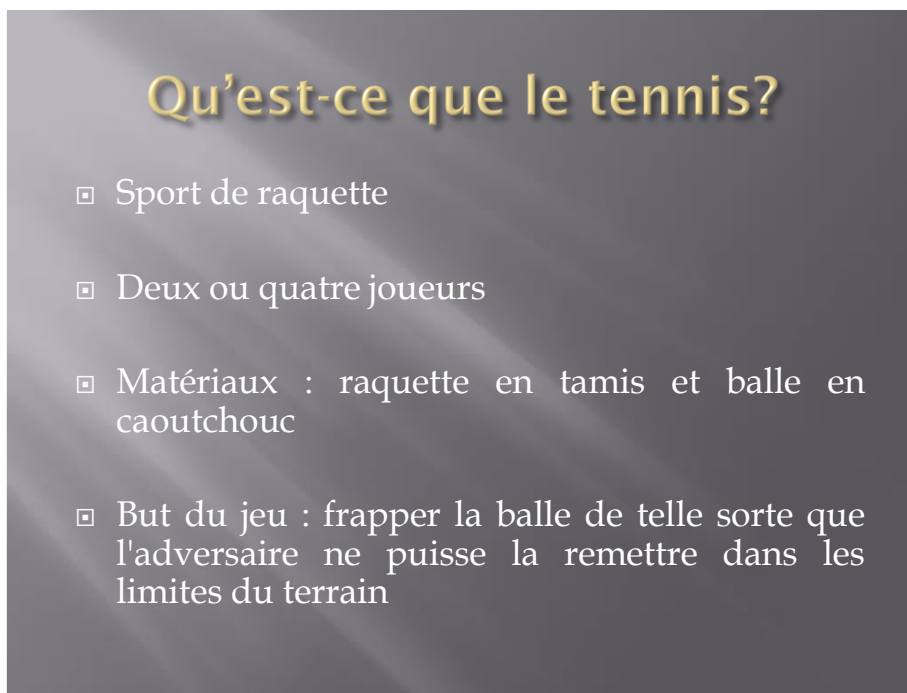 Qu’est-ce que le tennis?
Sport de raquette
Deux ou quatre joueurs
Matériaux : raquette en tamis et balle en
caoutchouc
But du jeu : frapper la balle de telle sorte que
l'adversaire ne puisse la remettre dans les
limites du terrain